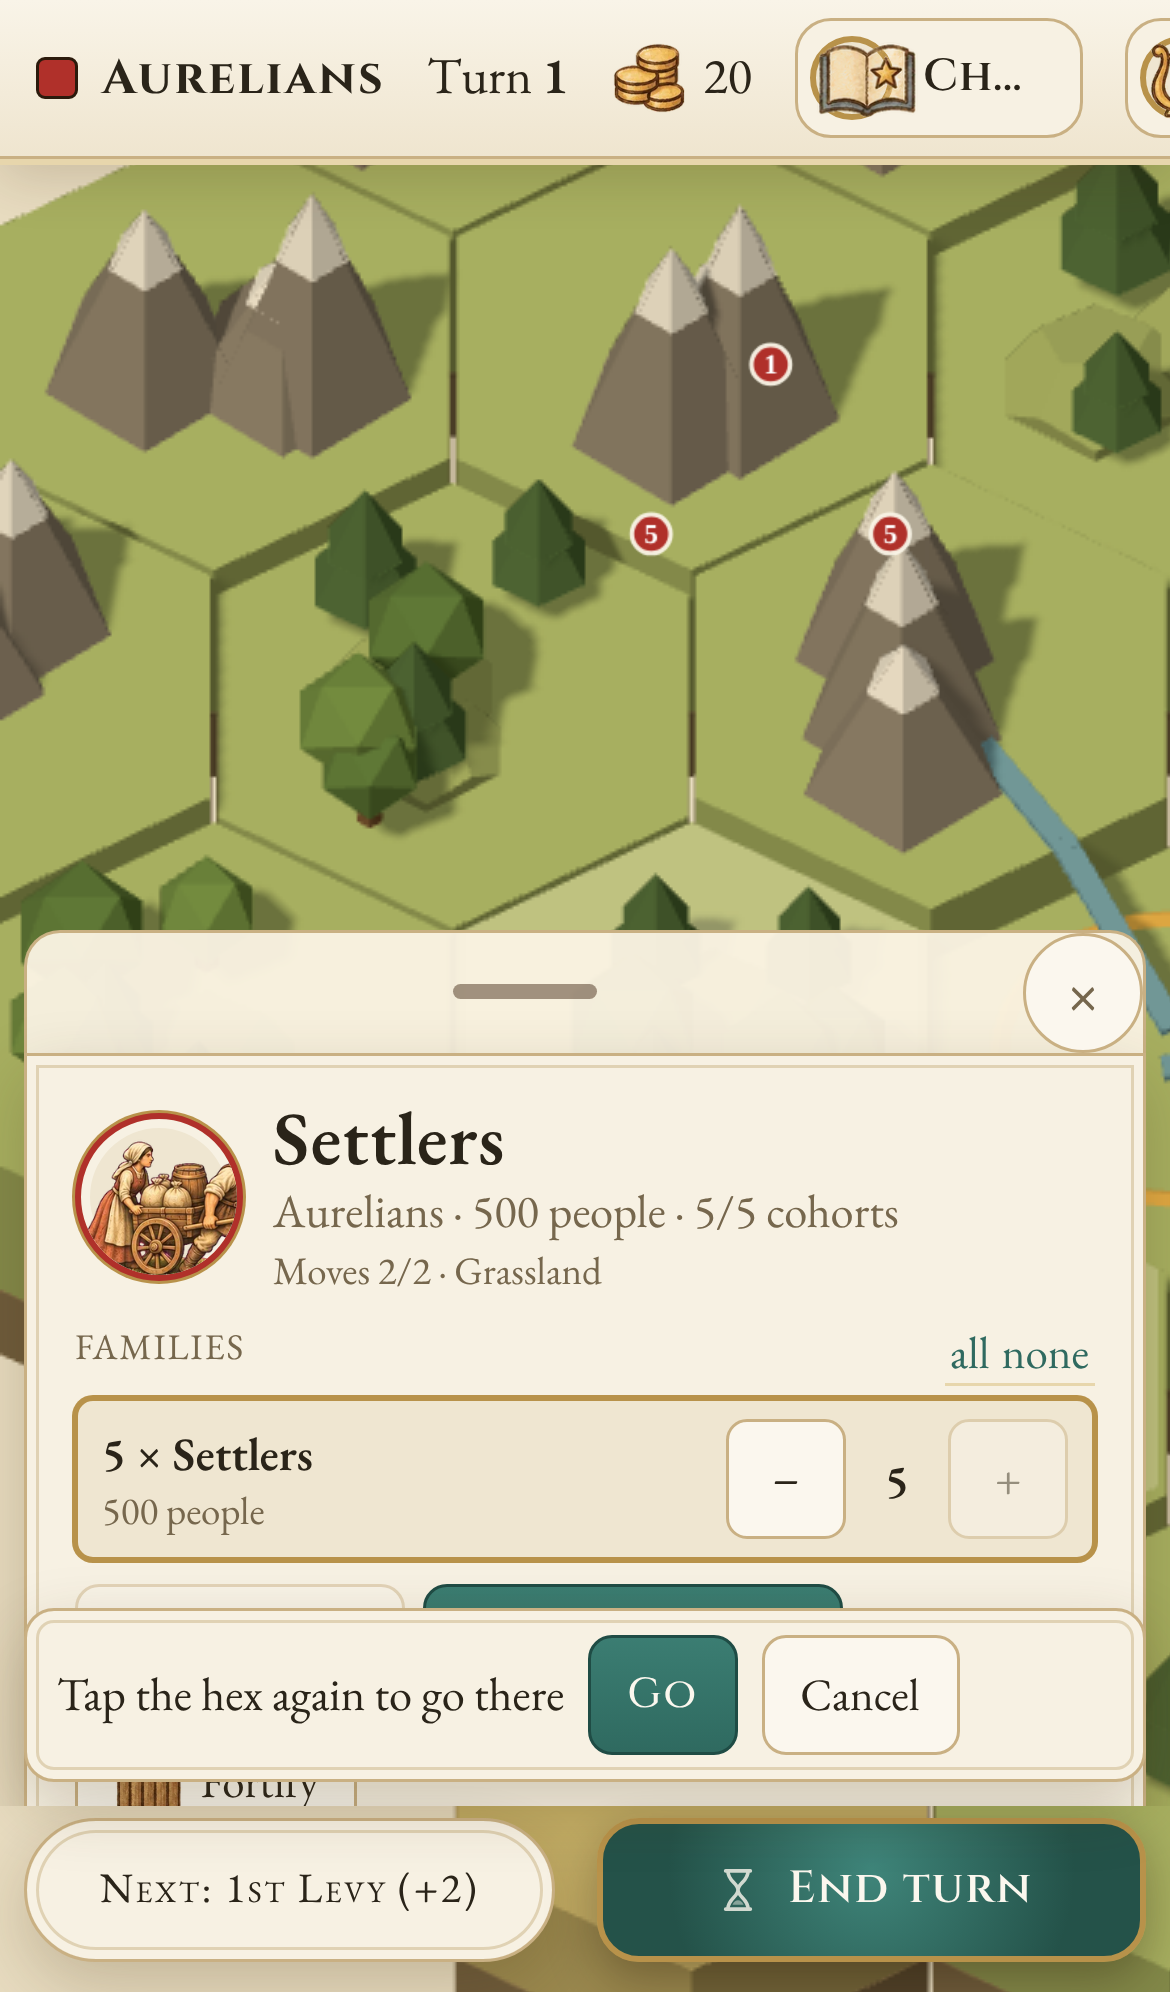 AURELIANS Turn 1 20 CH...
1
5 5
×
Settlers
Aurelians · 500 people · 5/5 cohorts
Moves 2/2 · Grassland
FAMILIES all none
5 × Settlers
500 people
− 5 +
Tap the hex again to go there GO Cancel
Fortify
NEXT: 1ST LEVY (+2) END TURN